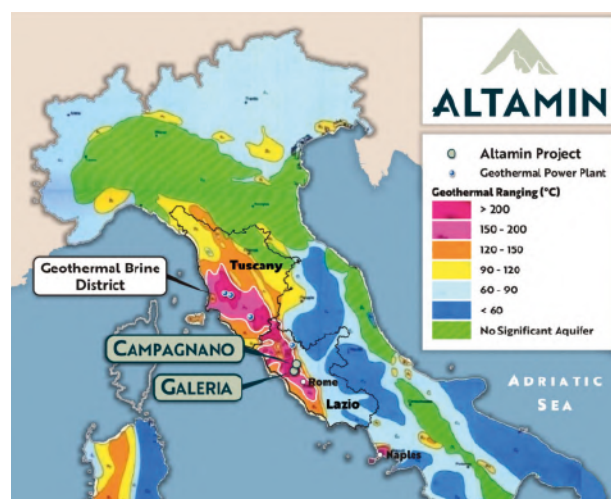 ALTAMIN
Altamin Project
Geothermal Power Plant
Geothermal Ranging (°C)
> 200
150 - 200
120 - 150
90 - 120
60 - 90
< 60
No Significant Aquifer
Tuscany
Geothermal Brine
District
CAMPAGNANO
GALERIA
Rome
Lazio
ADRIATIC
SEA
Naples